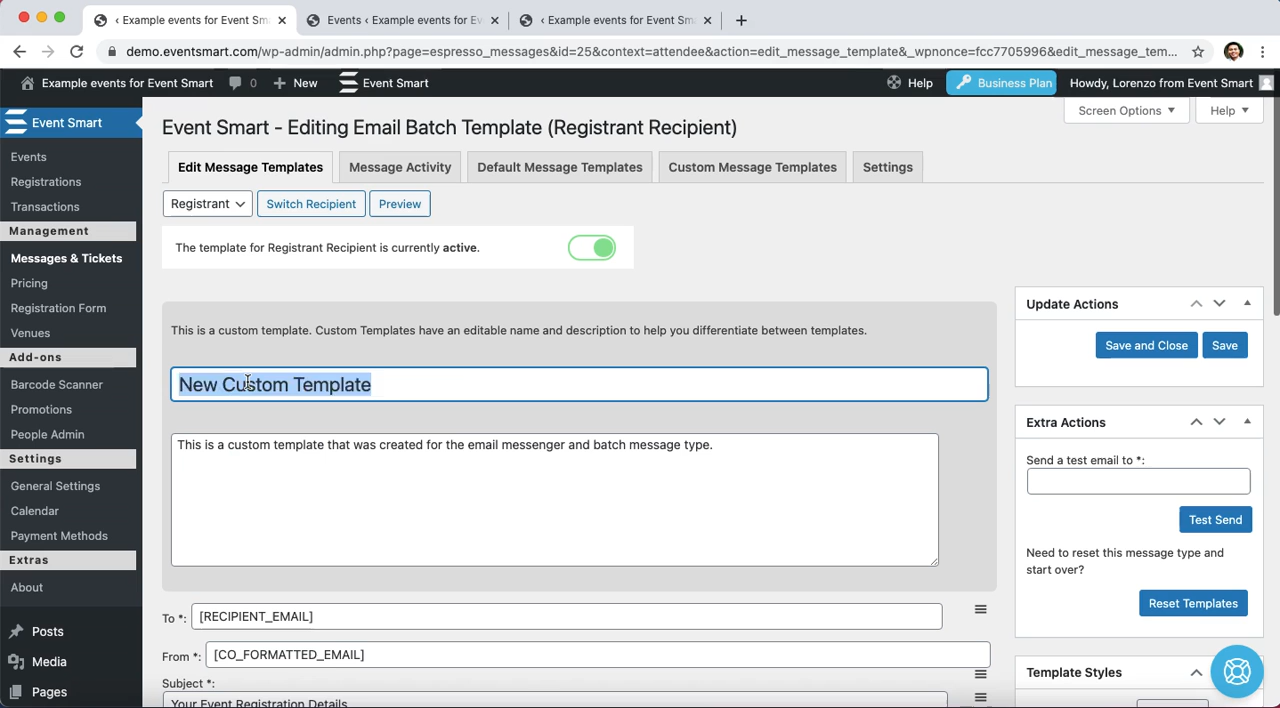 ‹ Example events for Event Sma
Events ‹ Example events for Ev
‹ Example events for Event Sm
demo.eventsmart.com/wp-admin/admin.php?page=espresso_messages&id=25&context=attendee&action=edit_message_template&_wpnonce=fcc7705996&edit_message_tem...
Example events for Event Smart
0
New
Event Smart
Help
Business Plan
Howdy, Lorenzo from Event Smart
Event Smart
Events
Registrations
Transactions
Management
Messages & Tickets
Pricing
Registration Form
Venues
Add-ons
Barcode Scanner
Promotions
People Admin
Settings
General Settings
Calendar
Payment Methods
Extras
About
Posts
Media
Pages
Screen Options
Help
Event Smart - Editing Email Batch Template (Registrant Recipient)
Edit Message Templates
Message Activity
Default Message Templates
Custom Message Templates
Settings
Registrant
Switch Recipient
Preview
The template for Registrant Recipient is currently active.
This is a custom template. Custom Templates have an editable name and description to help you differentiate between templates.
New Custom Template
This is a custom template that was created for the email messenger and batch message type.
To *:
[RECIPIENT_EMAIL]
From *:
[CO_FORMATTED_EMAIL]
Subject *:
Your Event Registration Details
Update Actions
Save and Close
Save
Extra Actions
Send a test email to *:
Test Send
Need to reset this message type and
start over?
Reset Templates
Template Styles